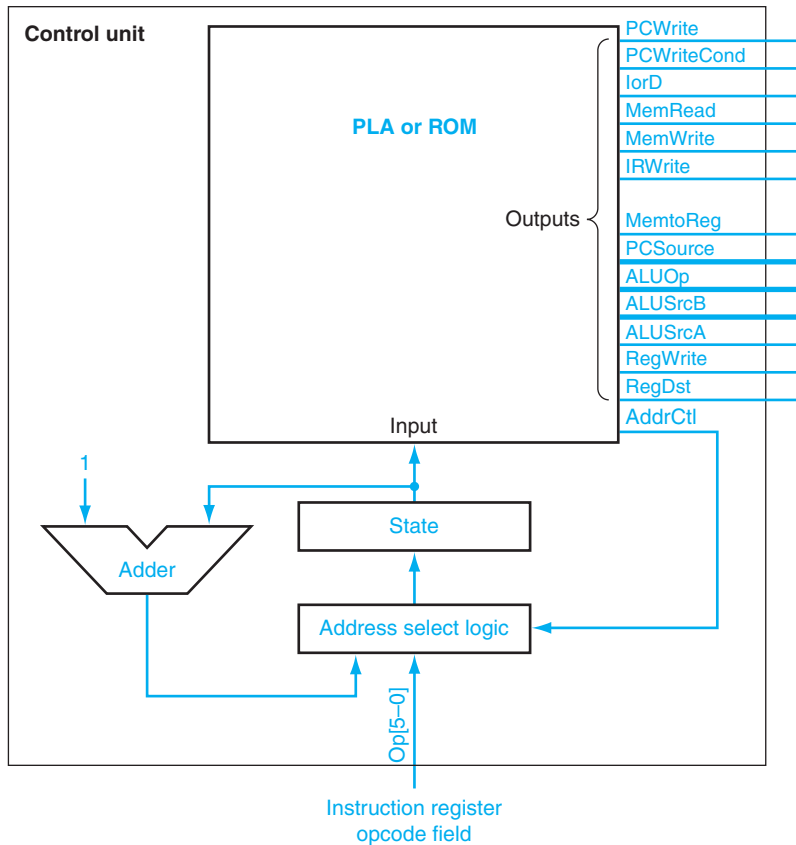 Control unit
PLA or ROM
Outputs
Input
PCWrite
PCWriteCond
IorD
MemRead
MemWrite
IRWrite
MemtoReg
PCSource
ALUOp
ALUSrcB
ALUSrcA
RegWrite
RegDst
AddrCtl
1
Adder
State
Address select logic
Op[5–0]
Instruction register
opcode field